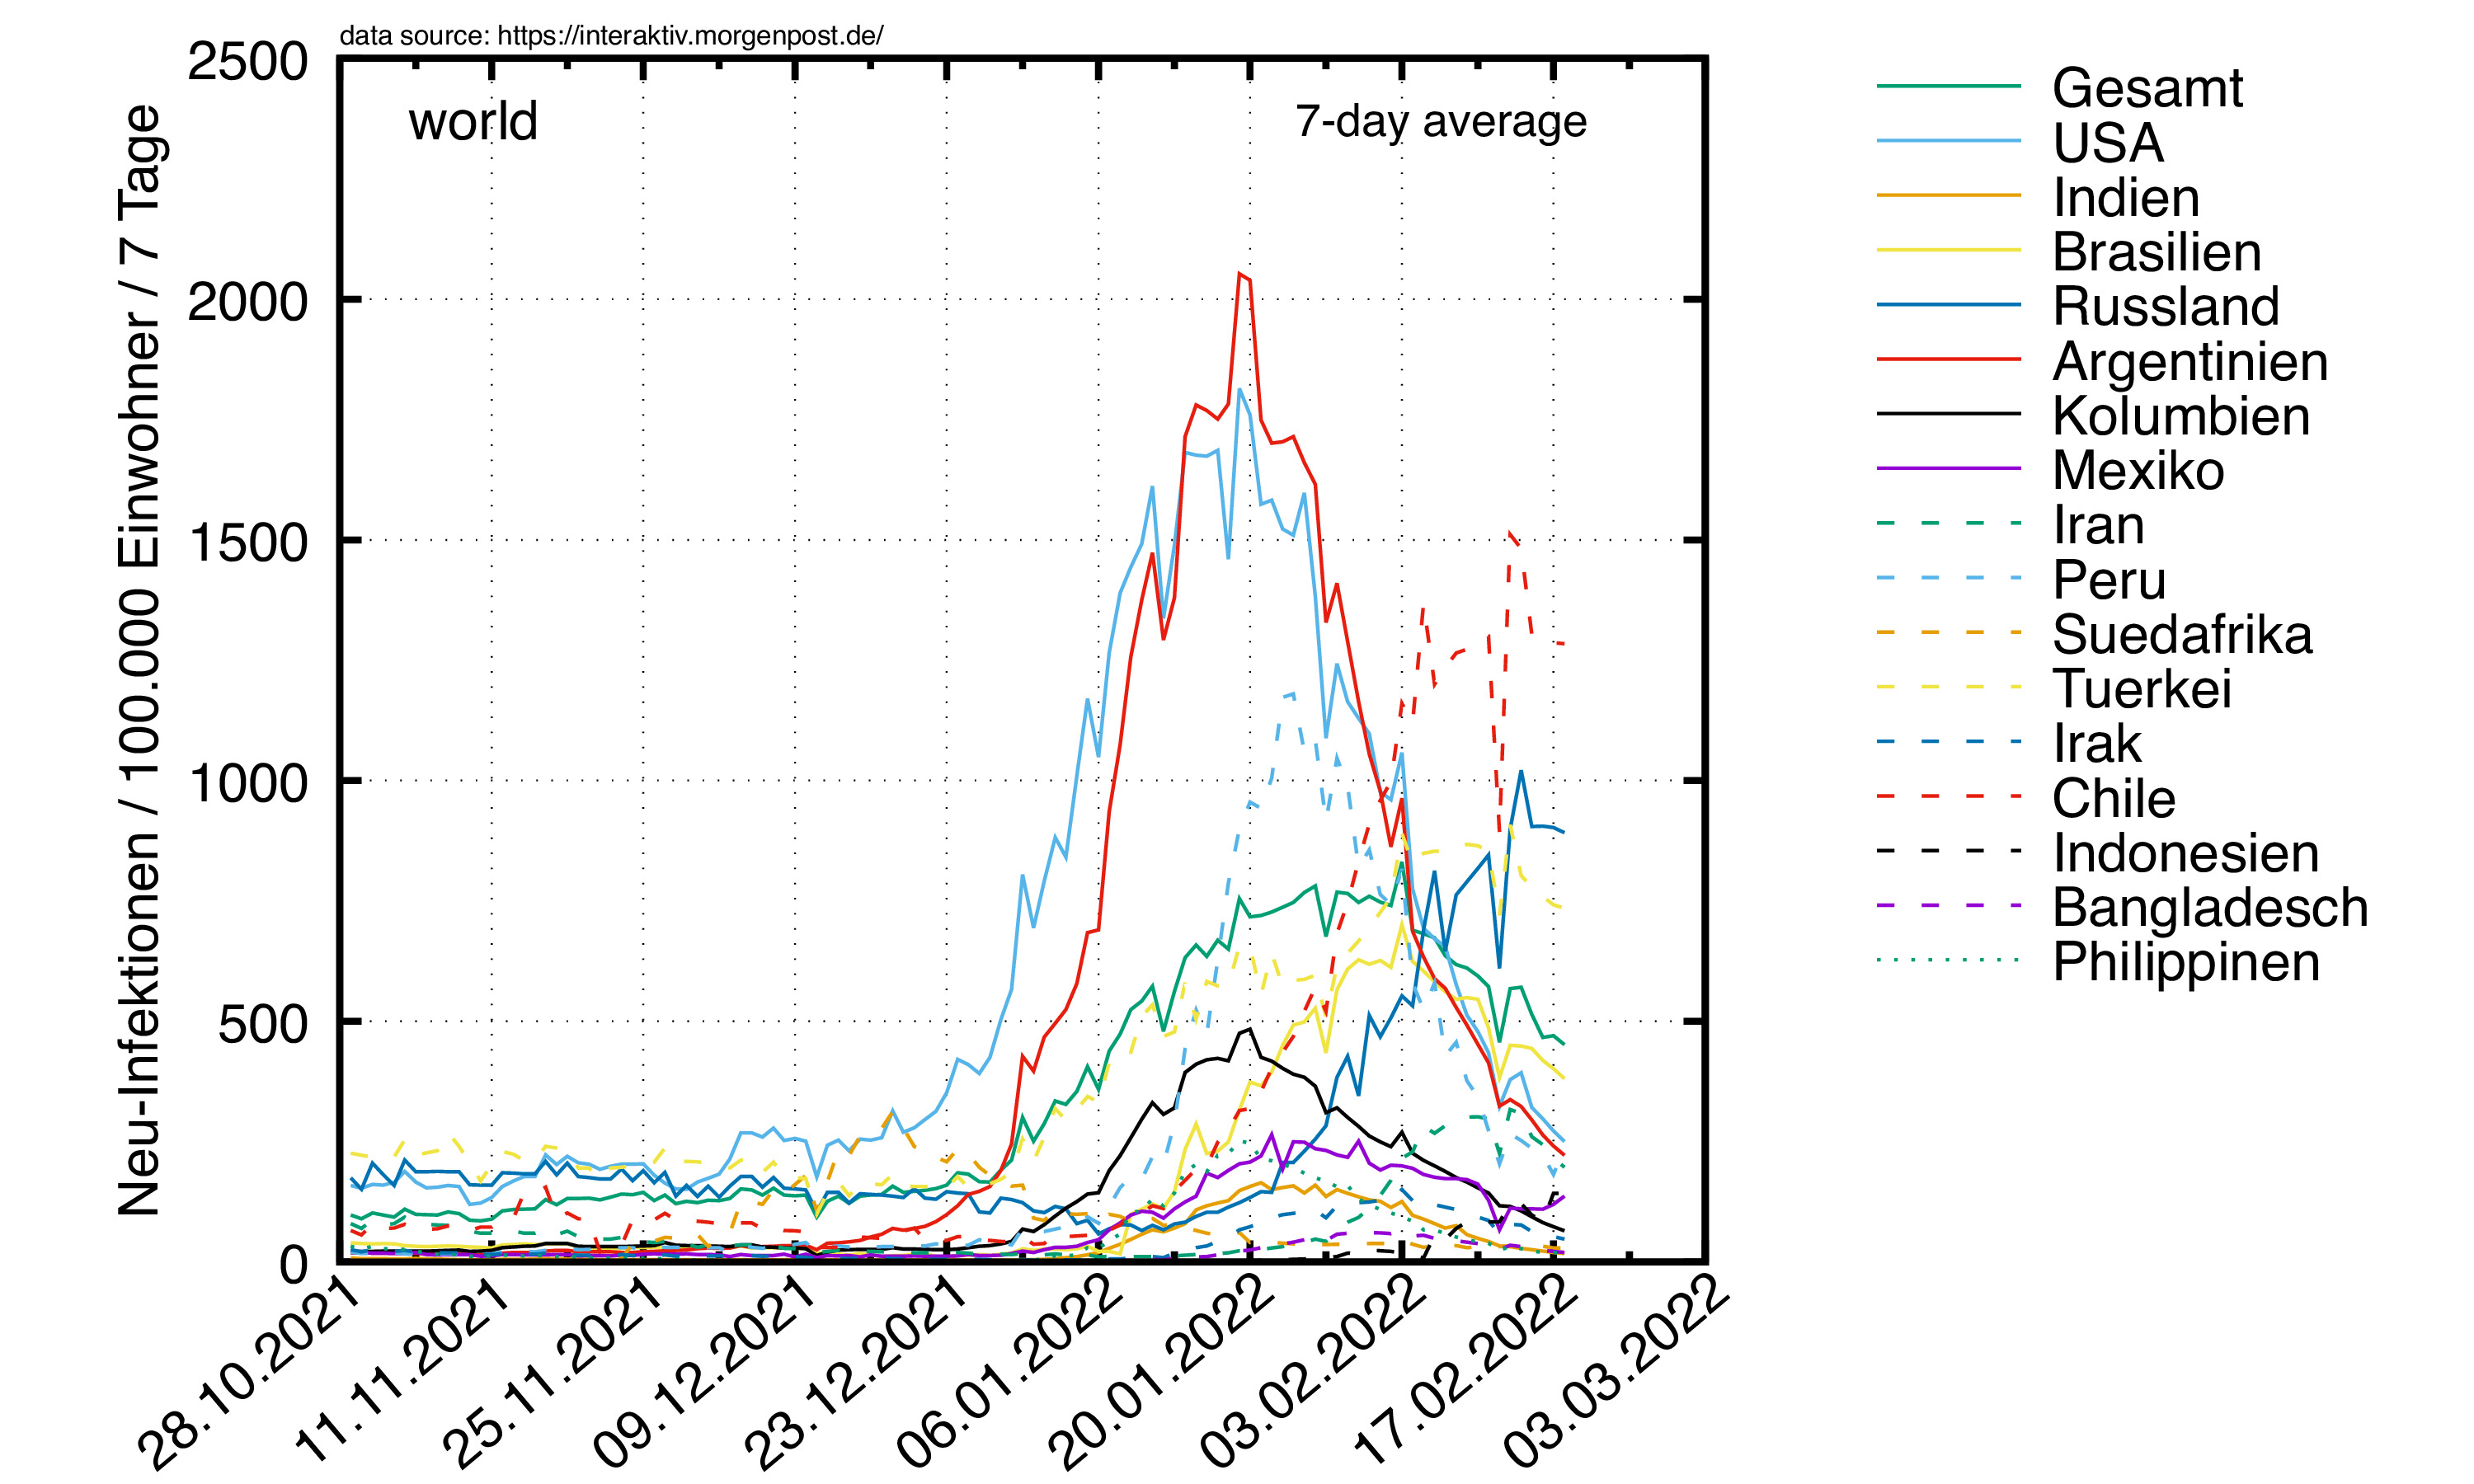 data source: https://interaktiv.morgenpost.de/
world
7-day average
Neu-Infektionen / 100.000 Einwohner / 7 Tage
2500
2000
1500
1000
500
0
28.10.2021
11.11.2021
25.11.2021
09.12.2021
23.12.2021
06.01.2022
20.01.2022
03.02.2022
17.02.2022
03.03.2022
Gesamt
USA
Indien
Brasilien
Russland
Argentinien
Kolumbien
Mexiko
Iran
Peru
Suedafrika
Tuerkei
Irak
Chile
Indonesien
Bangladesch
Philippinen